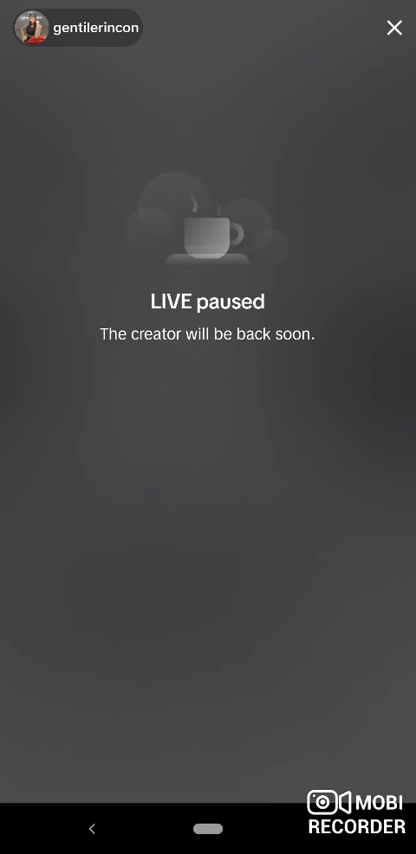 gentilerincon
LIVE paused
The creator will be back soon.
MOBI
RECORDER